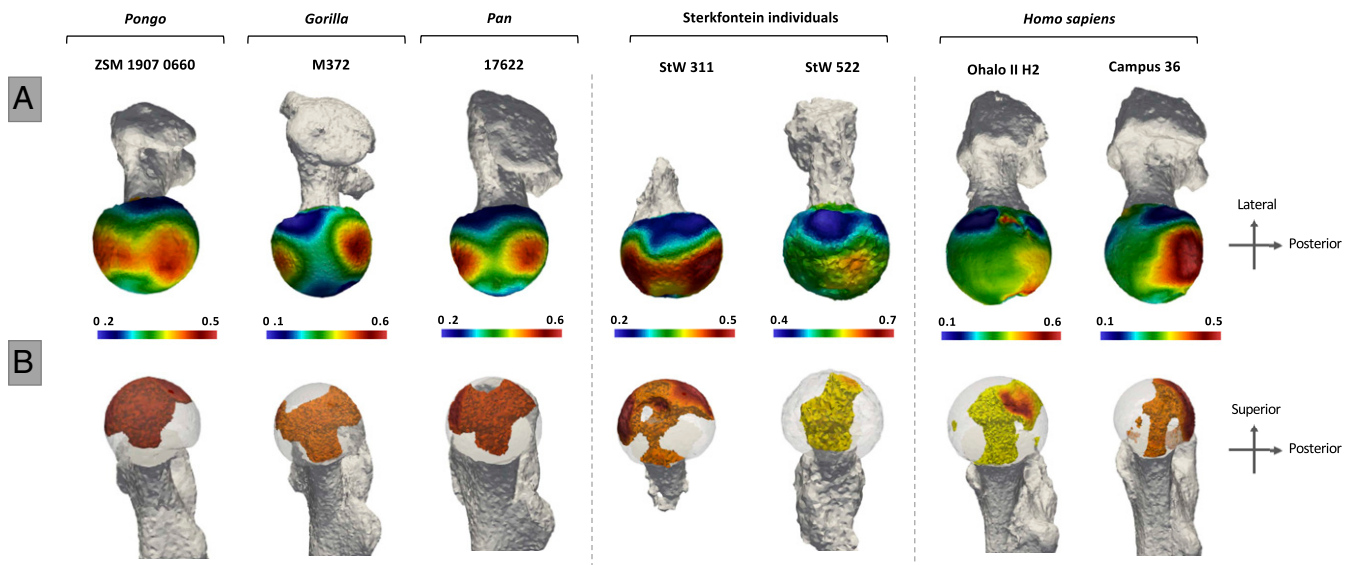 Pongo Gorilla Pan Sterkfontein individuals Homo sapiens
ZSM 1907 0660 M372 17622 StW 311 StW 522 Ohalo II H2 Campus 36
A
Lateral
Posterior
0 .2 0.5 0.1 0.6 0.2 0.6 0.2 0.5 0.4 0.7 0.1 0.6 0.1 0.5
B
Superior
Posterior